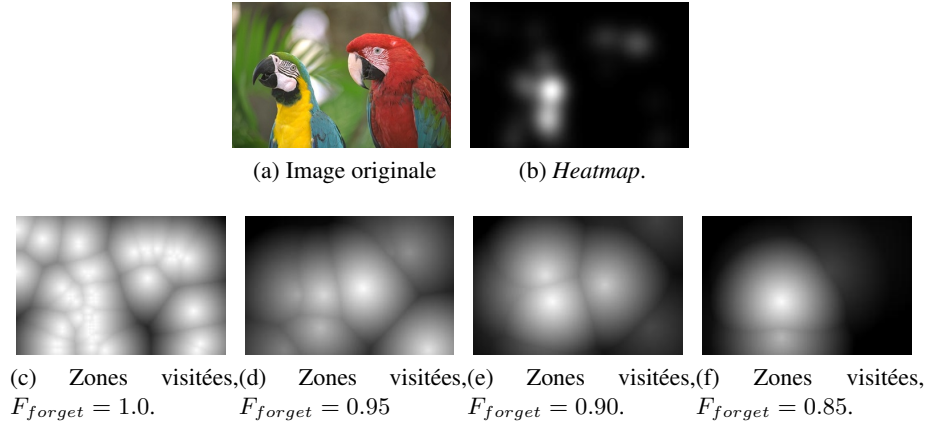 (a) Image originale
(b) Heatmap.
(c) Zones visitées,
F_forget = 1.0.
(d) Zones visitées,
F_forget = 0.95
(e) Zones visitées,
F_forget = 0.90.
(f) Zones visitées,
F_forget = 0.85.